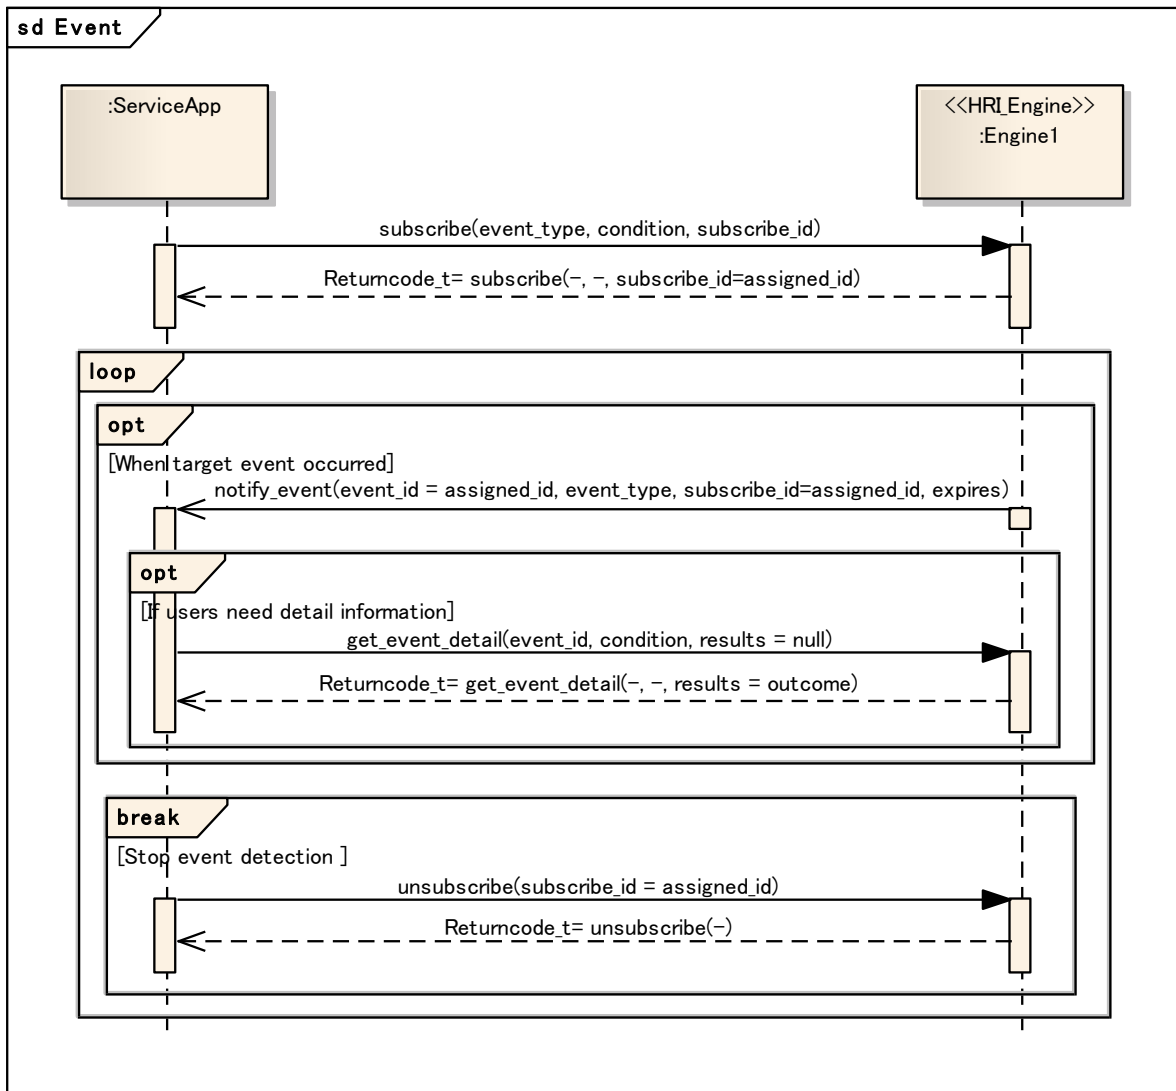 sd Event
:ServiceApp
<<HRI_Engine>>
:Engine1
subscribe(event_type, condition, subscribe_id)
Returncode_t= subscribe(-, -, subscribe_id=assigned_id)
loop
opt
[When target event occurred]
notify_event(event_id = assigned_id, event_type, subscribe_id=assigned_id, expires)
opt
[If users need detail information]
get_event_detail(event_id, condition, results = null)
Returncode_t= get_event_detail(-, -, results = outcome)
break
[Stop event detection ]
unsubscribe(subscribe_id = assigned_id)
Returncode_t= unsubscribe(-)